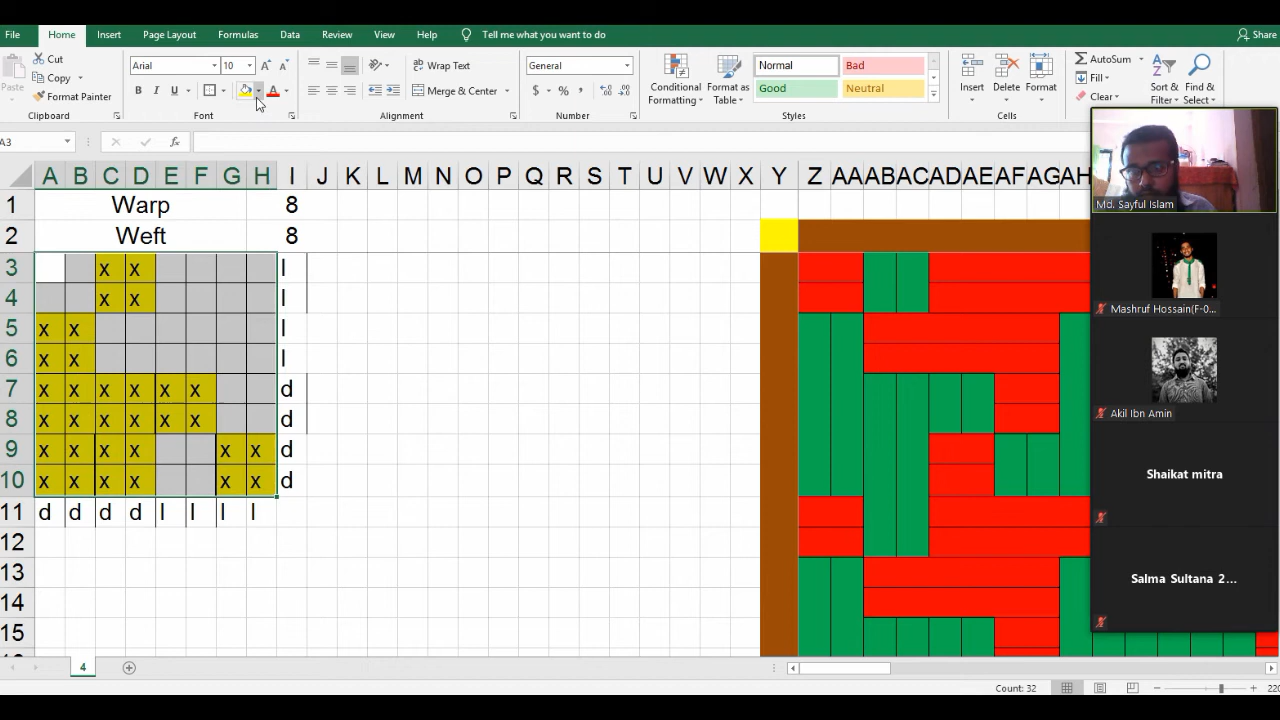 File Home Insert Page Layout Formulas Data Review View Help Tell me what you want to do Share
Cut
Copy
Format Painter
Paste
Clipboard
Arial 10
B I U
Font
Wrap Text
Merge & Center
Alignment
General
$ % ,
Number
Conditional Formatting
Format as Table
Normal Bad
Good Neutral
Styles
Insert Delete Format
Cells
AutoSum
Fill
Clear
Sort & Filter
Find & Select
A3 fx
A B C D E F G H I J K L M N O P Q R S T U V W X Y Z AA AB AC AD AE AF AG AH
1 Warp 8
2 Weft 8
3 x x l
4 x x l
5 x x l
6 x x l
7 x x x x x x d
8 x x x x x x d
9 x x x x x x d
10 x x x x x x d
11 d d d d l l l l
12
13
14
15
Md. Sayful Islam
Mashruf Hossain(F-0...
Akil Ibn Amin
Shaikat mitra
Salma Sultana 2...
4
Count: 32